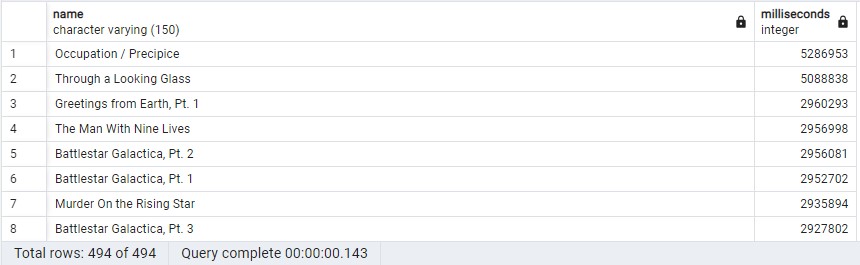 name milliseconds
character varying (150) integer
1 Occupation / Precipice 5286953
2 Through a Looking Glass 5088838
3 Greetings from Earth, Pt. 1 2960293
4 The Man With Nine Lives 2956998
5 Battlestar Galactica, Pt. 2 2956081
6 Battlestar Galactica, Pt. 1 2952702
7 Murder On the Rising Star 2935894
8 Battlestar Galactica, Pt. 3 2927802
Total rows: 494 of 494 Query complete 00:00:00.143